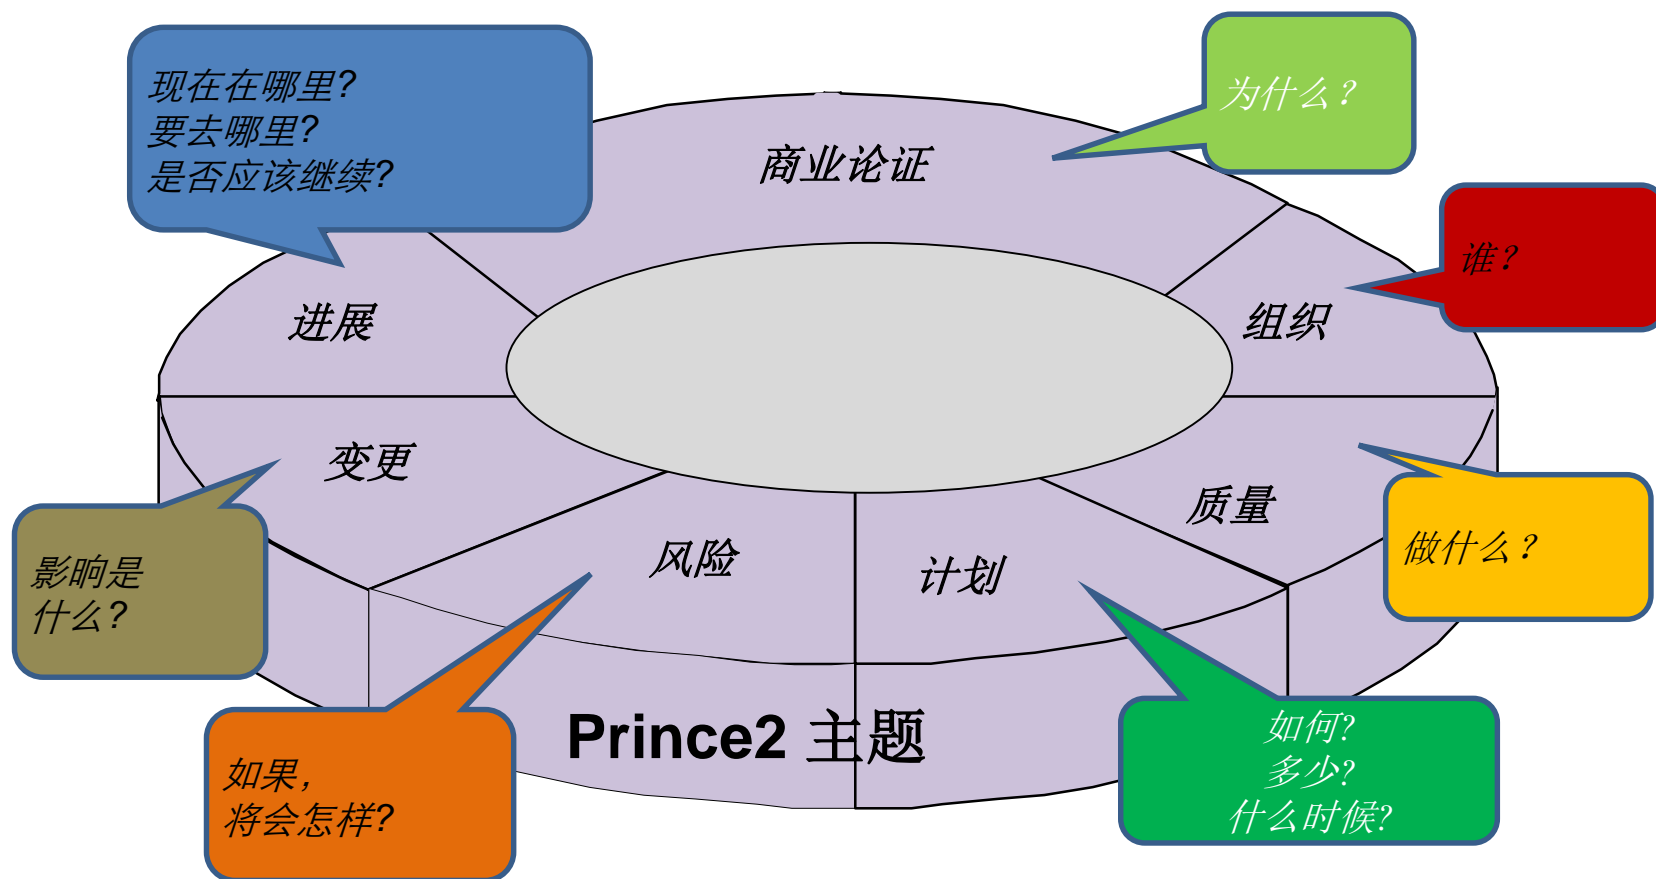 现在在哪里?
要去哪里?
是否应该继续?
为什么？
商业论证
谁？
进展
组织
变更
质量
做什么？
影响是
什么?
风险
计划
Prince2 主题
如何?
多少?
什么时候?
如果，
将会怎样?